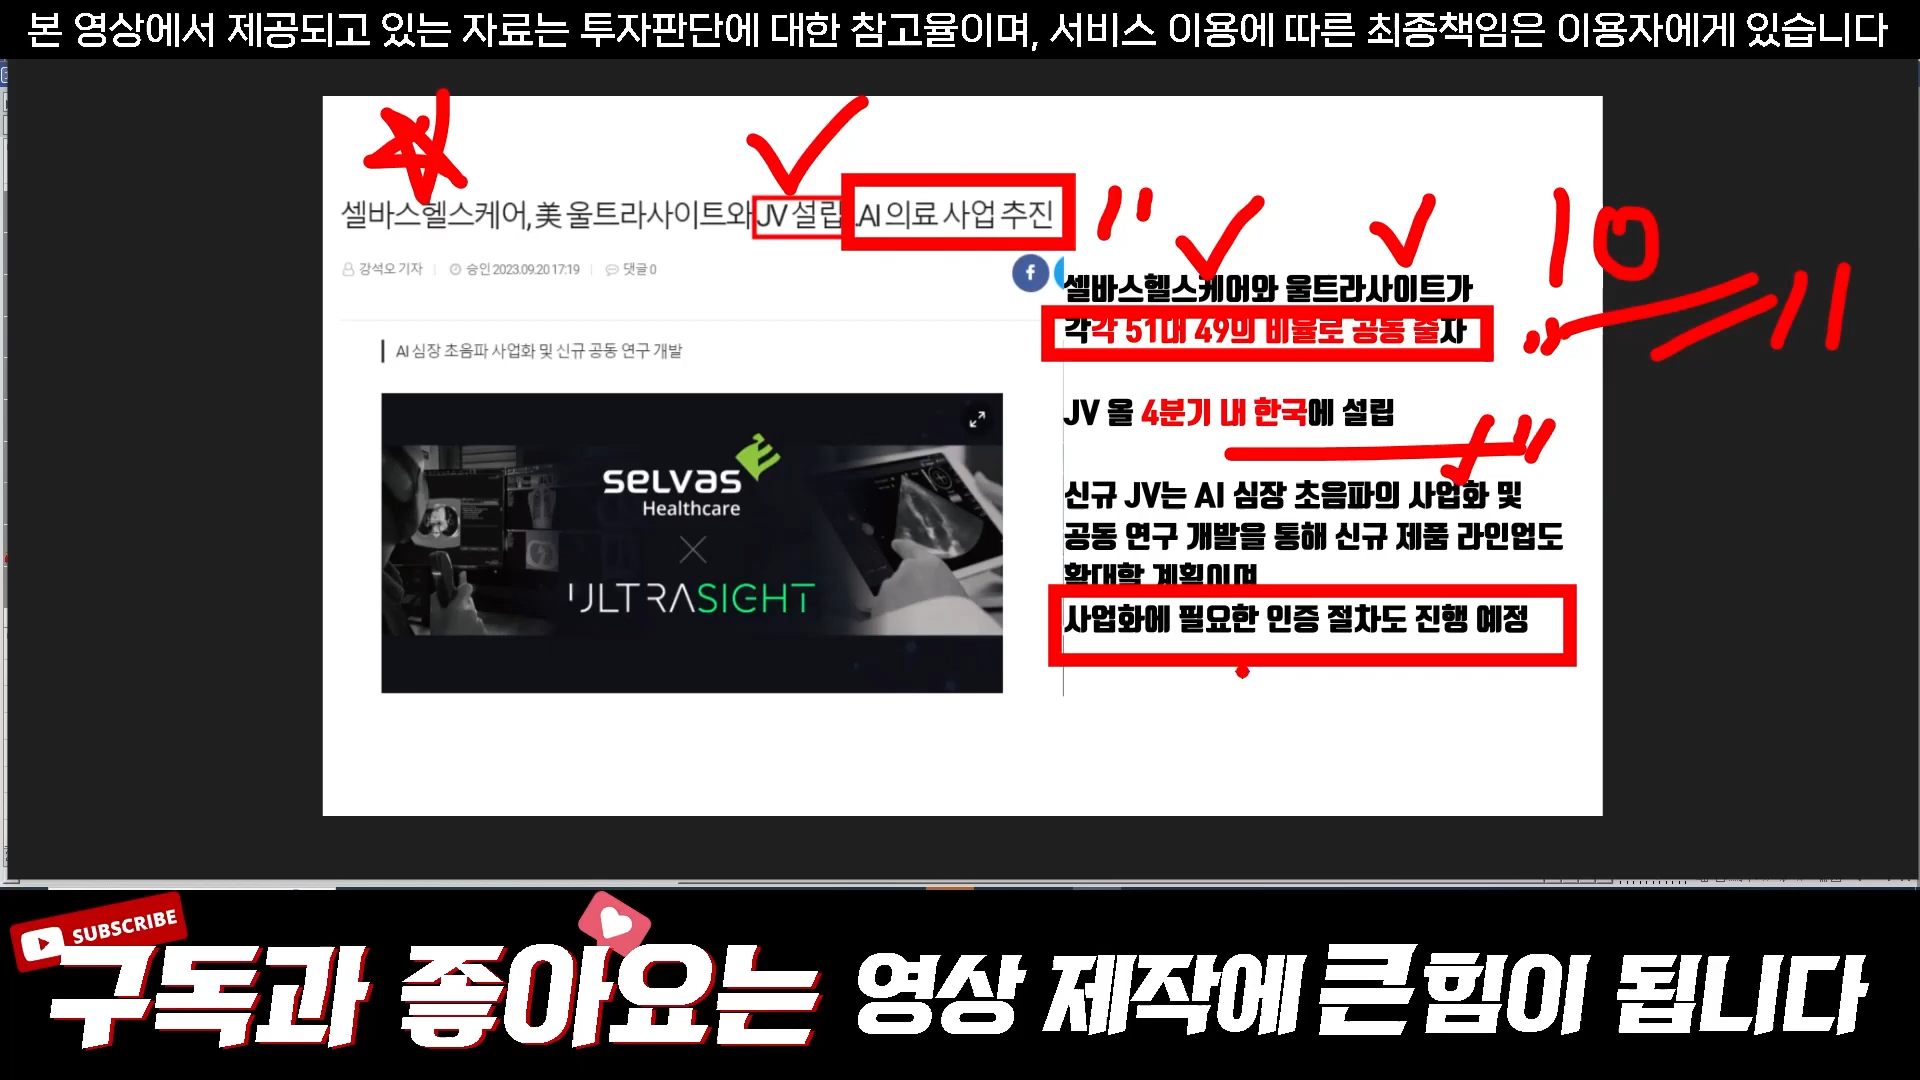 본 영상에서 제공되고 있는 자료는 투자판단에 대한 참고율이며, 서비스 이용에 따른 최종책임은 이용자에게 있습니다
셀바스헬스케어, 美 울트라사이트와 JV 설립…AI 의료 사업 추진
강석오 기자 | 승인 2023.09.20 17:19 | 댓글 0
AI 심장 초음파 사업화 및 신규 공동 연구 개발
SELVAS
Healthcare
ULTRASIGHT
셀바스헬스케어와 울트라사이트가
각각 51대 49의 비율로 공동 출자
JV 올 4분기 내 한국에 설립
신규 JV는 AI 심장 초음파의 사업화 및
공동 연구 개발을 통해 신규 제품 라인업도
확대할 계획이며
사업화에 필요한 인증 절차도 진행 예정
10
11
SUBSCRIBE
구독과 좋아요는 영상 제작에 큰 힘이 됩니다